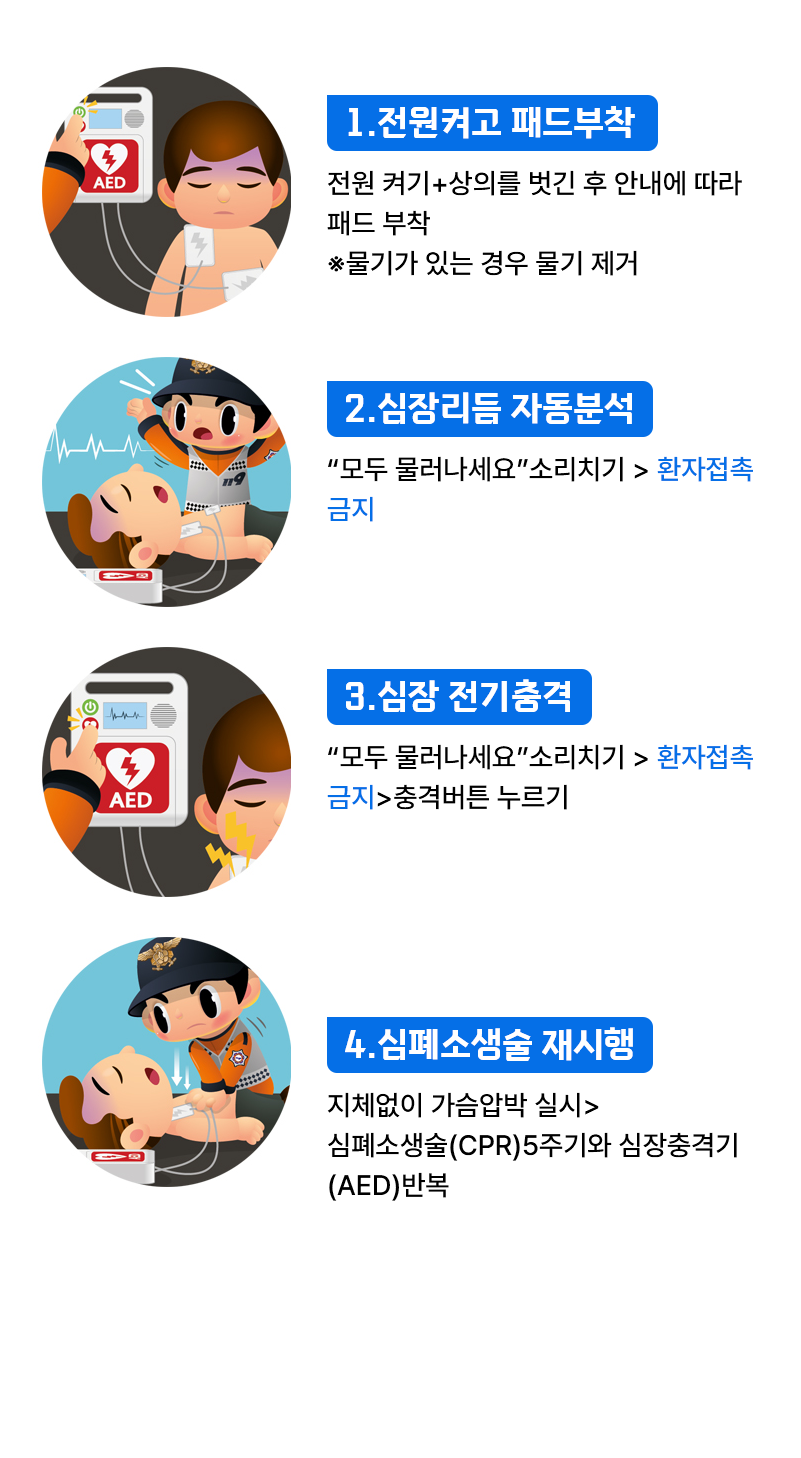 AED
1.전원켜고 패드부착
전원 켜기+상의를 벗긴 후 안내에 따라
패드 부착
※물기가 있는 경우 물기 제거
119
2.심장리듬 자동분석
“모두 물러나세요”소리치기 > 환자접촉
금지
AED
3.심장 전기충격
“모두 물러나세요”소리치기 > 환자접촉
금지>충격버튼 누르기
4.심폐소생술 재시행
지체없이 가슴압박 실시>
심폐소생술(CPR)5주기와 심장충격기
(AED)반복